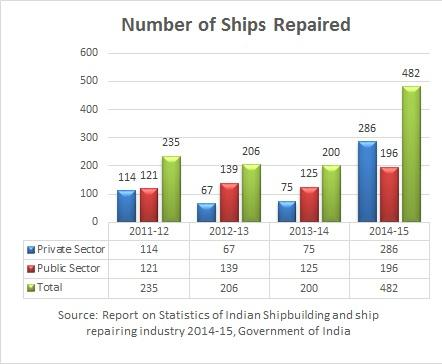 Number of Ships Repaired
600
500
400
300
200
100
0
114 121 235
67 139 206
75 125 200
286 196 482
2011-12 2012-13 2013-14 2014-15
Private Sector 114 67 75 286
Public Sector 121 139 125 196
Total 235 206 200 482
Source: Report on Statistics of Indian Shipbuilding and ship
repairing industry 2014-15, Government of India